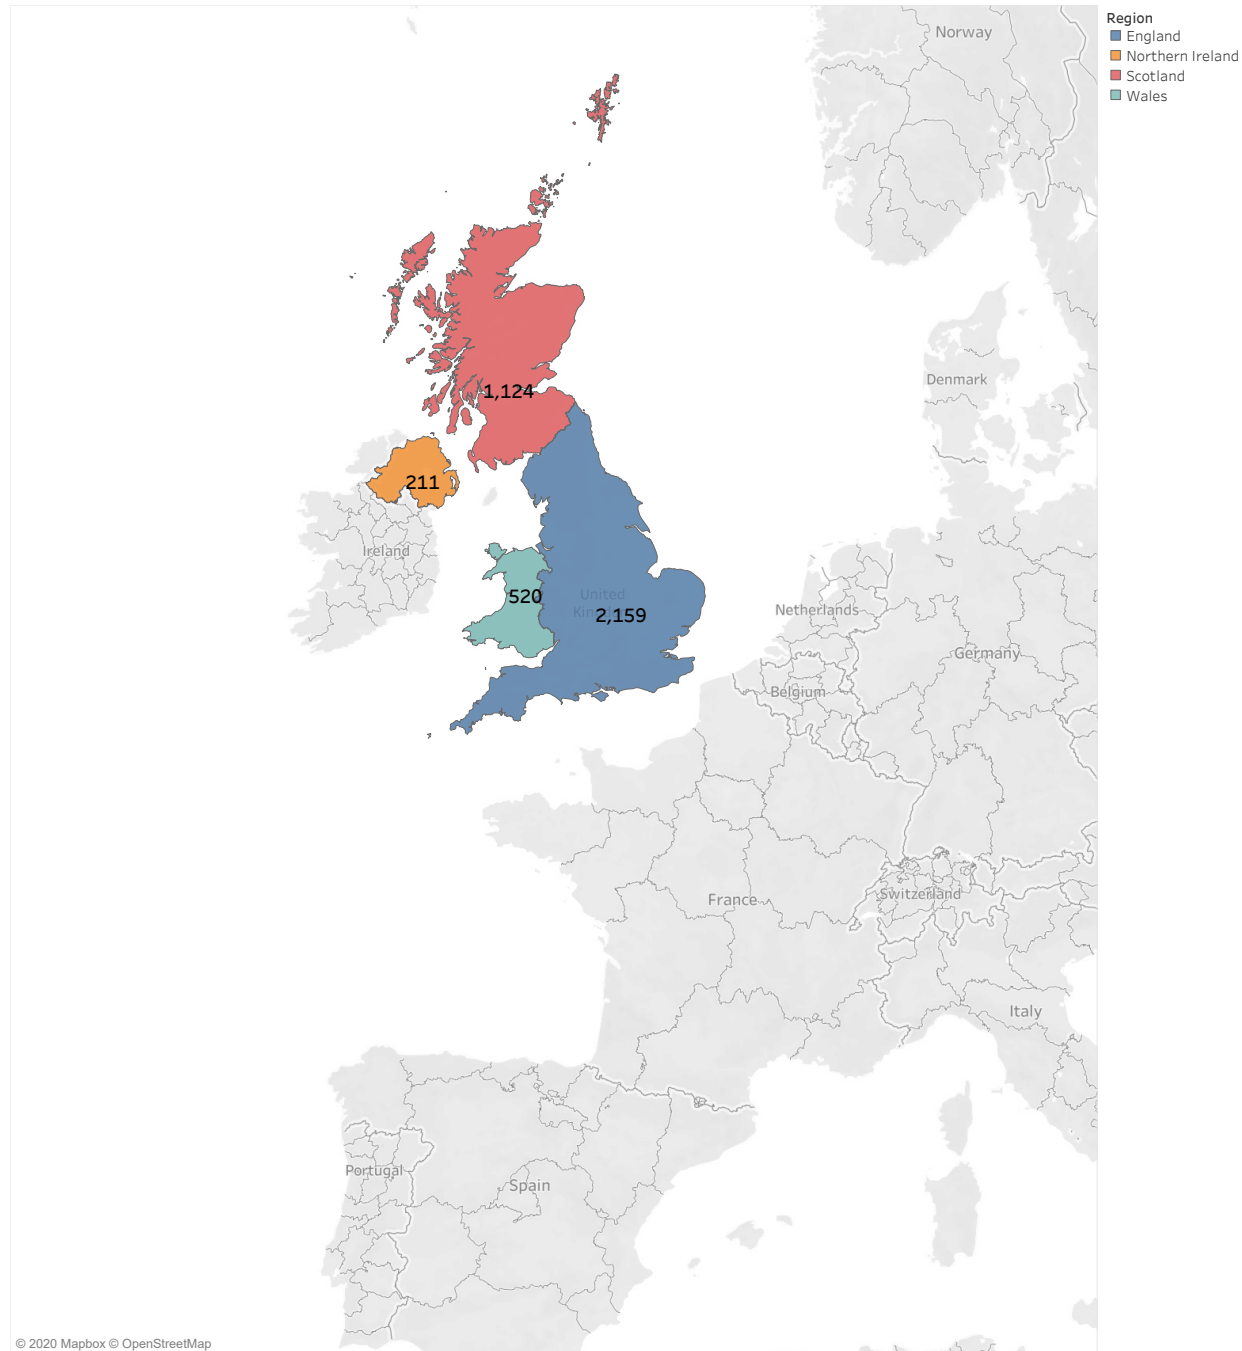 Region
England
Northern Ireland
Scotland
Wales
Norway
Denmark
1,124
211
Ireland
520
United
2,159
Netherlands
Germany
Belgium
France
Switzerland
Italy
Portugal
Spain
© 2020 Mapbox © OpenStreetMap